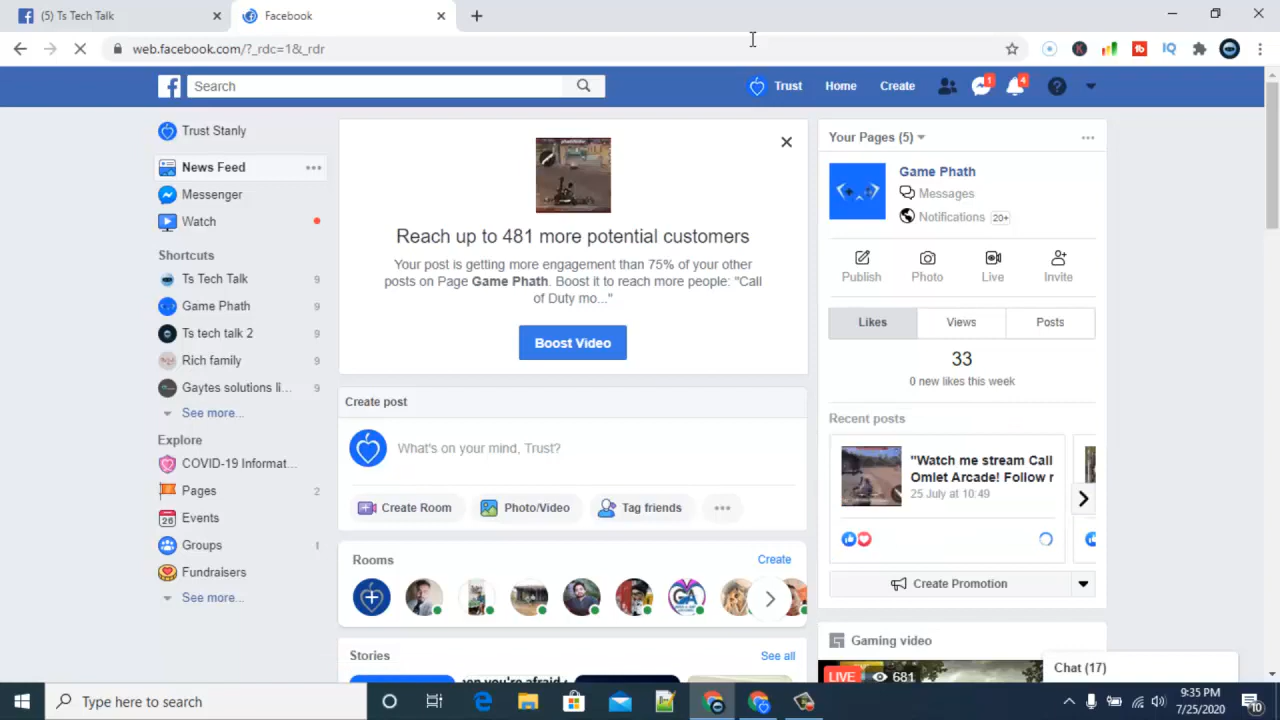 (5) Ts Tech Talk
Facebook
web.facebook.com/?_rdc=1&_rdr
Search
Trust
Home
Create
1
4
Trust Stanly
News Feed
Messenger
Watch
Shortcuts
Ts Tech Talk 9
Game Phath 9
Ts tech talk 2 9
Rich family 9
Gaytes solutions li... 9
See more...
Explore
COVID-19 Informat...
Pages 2
Events
Groups 1
Fundraisers
See more...
Reach up to 481 more potential customers
Your post is getting more engagement than 75% of your other
posts on Page Game Phath. Boost it to reach more people: "Call
of Duty mo..."
Boost Video
Create post
What's on your mind, Trust?
Create Room
Photo/Video
Tag friends
Rooms
Create
Stories
See all
Your Pages (5)
Game Phath
Messages
Notifications 20+
Publish
Photo
Live
Invite
Likes
Views
Posts
33
0 new likes this week
Recent posts
"Watch me stream Call
Omlet Arcade! Follow r
25 July at 10:49
Create Promotion
Gaming video
LIVE 681
Chat (17)
Type here to search
9:35 PM
7/25/2020
10